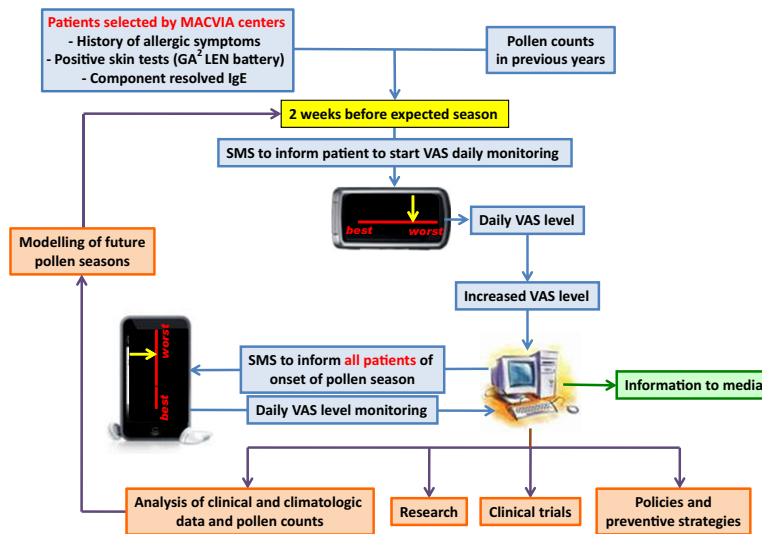 Patients selected by MACVIA centers
- History of allergic symptoms
- Positive skin tests (GA² LEN battery)
- Component resolved IgE
Pollen counts
in previous years
2 weeks before expected season
SMS to inform patient to start VAS daily monitoring
best
worst
Daily VAS level
Modelling of future
pollen seasons
Increased VAS level
worst
best
SMS to inform all patients of
onset of pollen season
Daily VAS level monitoring
Information to media
Analysis of clinical and climatologic
data and pollen counts
Research
Clinical trials
Policies and
preventive strategies